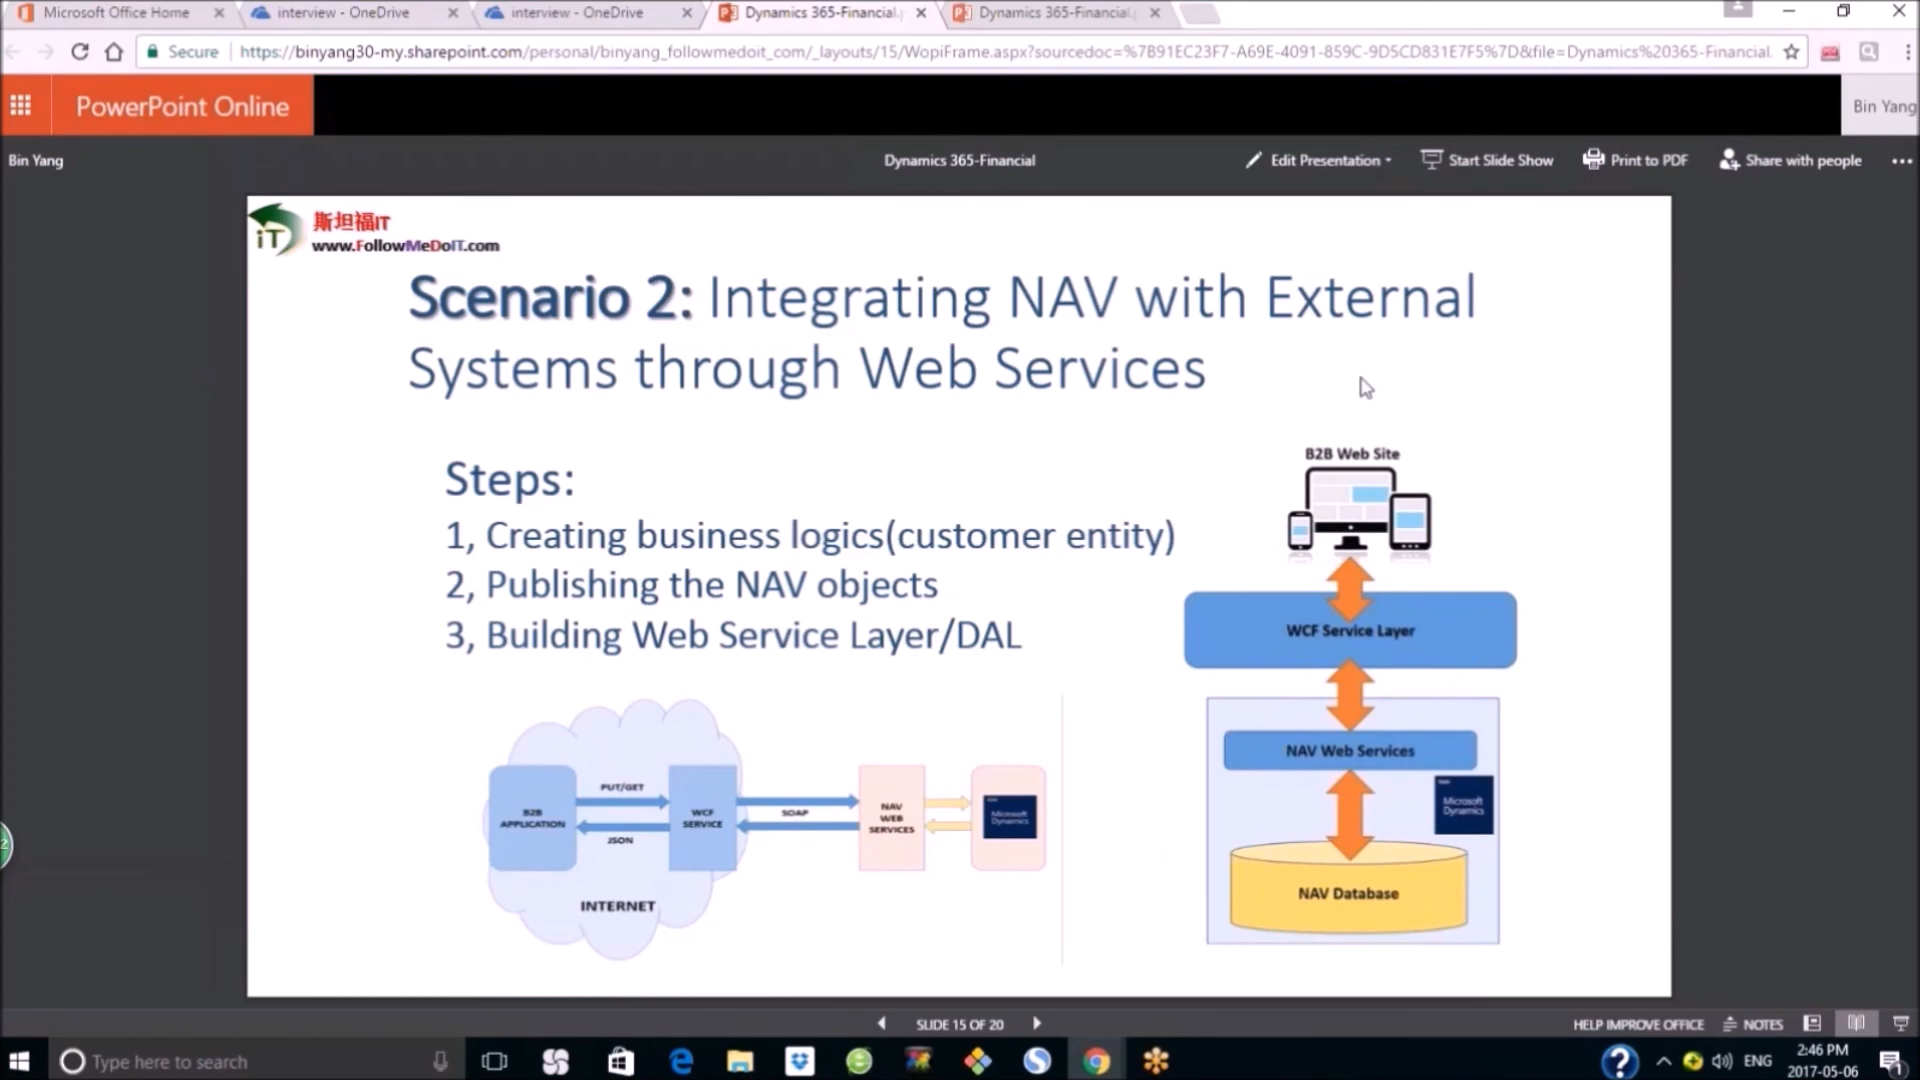 Microsoft Office Home
interview - OneDrive
interview - OneDrive
Dynamics 365-Financial.
Dynamics 365-Financial.
Secure
https://binyang30-my.sharepoint.com/personal/binyang_followmedoit_com/_layouts/15/WopiFrame.aspx?sourcedoc=%7B91EC23F7-A69E-4091-859C-9D5CD831E7F5%7D&file=Dynamics%20365-Financial.
PowerPoint Online
Bin Yang
Bin Yang
Dynamics 365-Financial
Edit Presentation
Start Slide Show
Print to PDF
Share with people
iT
斯坦福IT
www.FollowMeDoIT.com
Scenario 2: Integrating NAV with External
Systems through Web Services
Steps:
1, Creating business logics(customer entity)
2, Publishing the NAV objects
3, Building Web Service Layer/DAL
B2B
APPLICATION
PUT/GET
JSON
WCF
SERVICE
SOAP
NAV
WEB
SERVICES
Microsoft
Dynamics
INTERNET
B2B Web Site
WCF Service Layer
NAV Web Services
Microsoft
Dynamics
NAV Database
SLIDE 15 OF 20
HELP IMPROVE OFFICE
NOTES
Type here to search
ENG
2:46 PM
2017-05-06